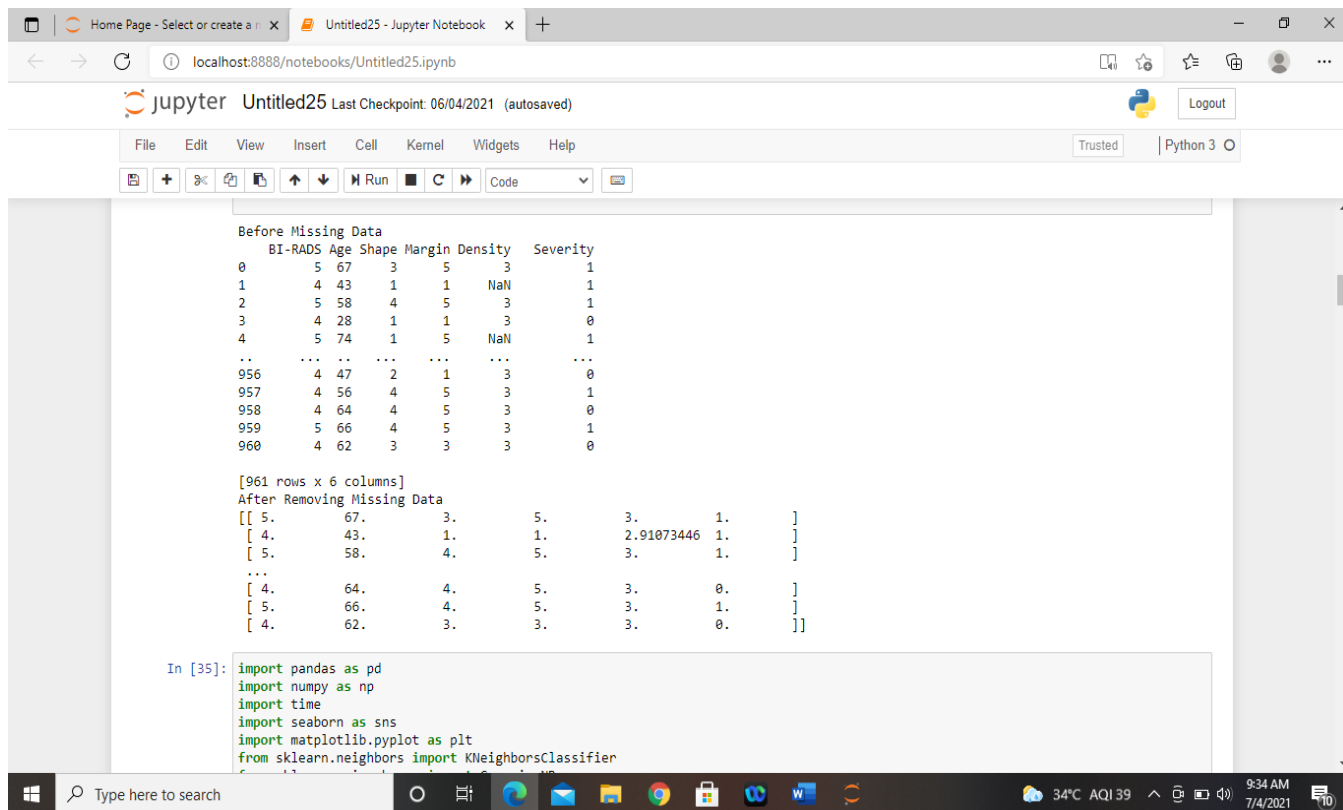 Home Page - Select or create a n
Untitled25 - Jupyter Notebook
localhost:8888/notebooks/Untitled25.ipynb
jupyter Untitled25 Last Checkpoint: 06/04/2021 (autosaved)
Logout
File Edit View Insert Cell Kernel Widgets Help
Trusted
Python 3
Run
Code
Before Missing Data
BI-RADS Age Shape Margin Density Severity
0 5 67 3 5 3 1
1 4 43 1 1 NaN 1
2 5 58 4 5 3 1
3 4 28 1 1 3 0
4 5 74 1 5 NaN 1
.. ... .. ... ... ... ...
956 4 47 2 1 3 0
957 4 56 4 5 3 1
958 4 64 4 5 3 0
959 5 66 4 5 3 1
960 4 62 3 3 3 0
[961 rows x 6 columns]
After Removing Missing Data
[[ 5. 67. 3. 5. 3. 1. ]
[ 4. 43. 1. 1. 2.91073446 1. ]
[ 5. 58. 4. 5. 3. 1. ]
...
[ 4. 64. 4. 5. 3. 0. ]
[ 5. 66. 4. 5. 3. 1. ]
[ 4. 62. 3. 3. 3. 0. ]]
In [35]: import pandas as pd
import numpy as np
import time
import seaborn as sns
import matplotlib.pyplot as plt
from sklearn.neighbors import KNeighborsClassifier
Type here to search
34°C AQI 39
9:34 AM
7/4/2021